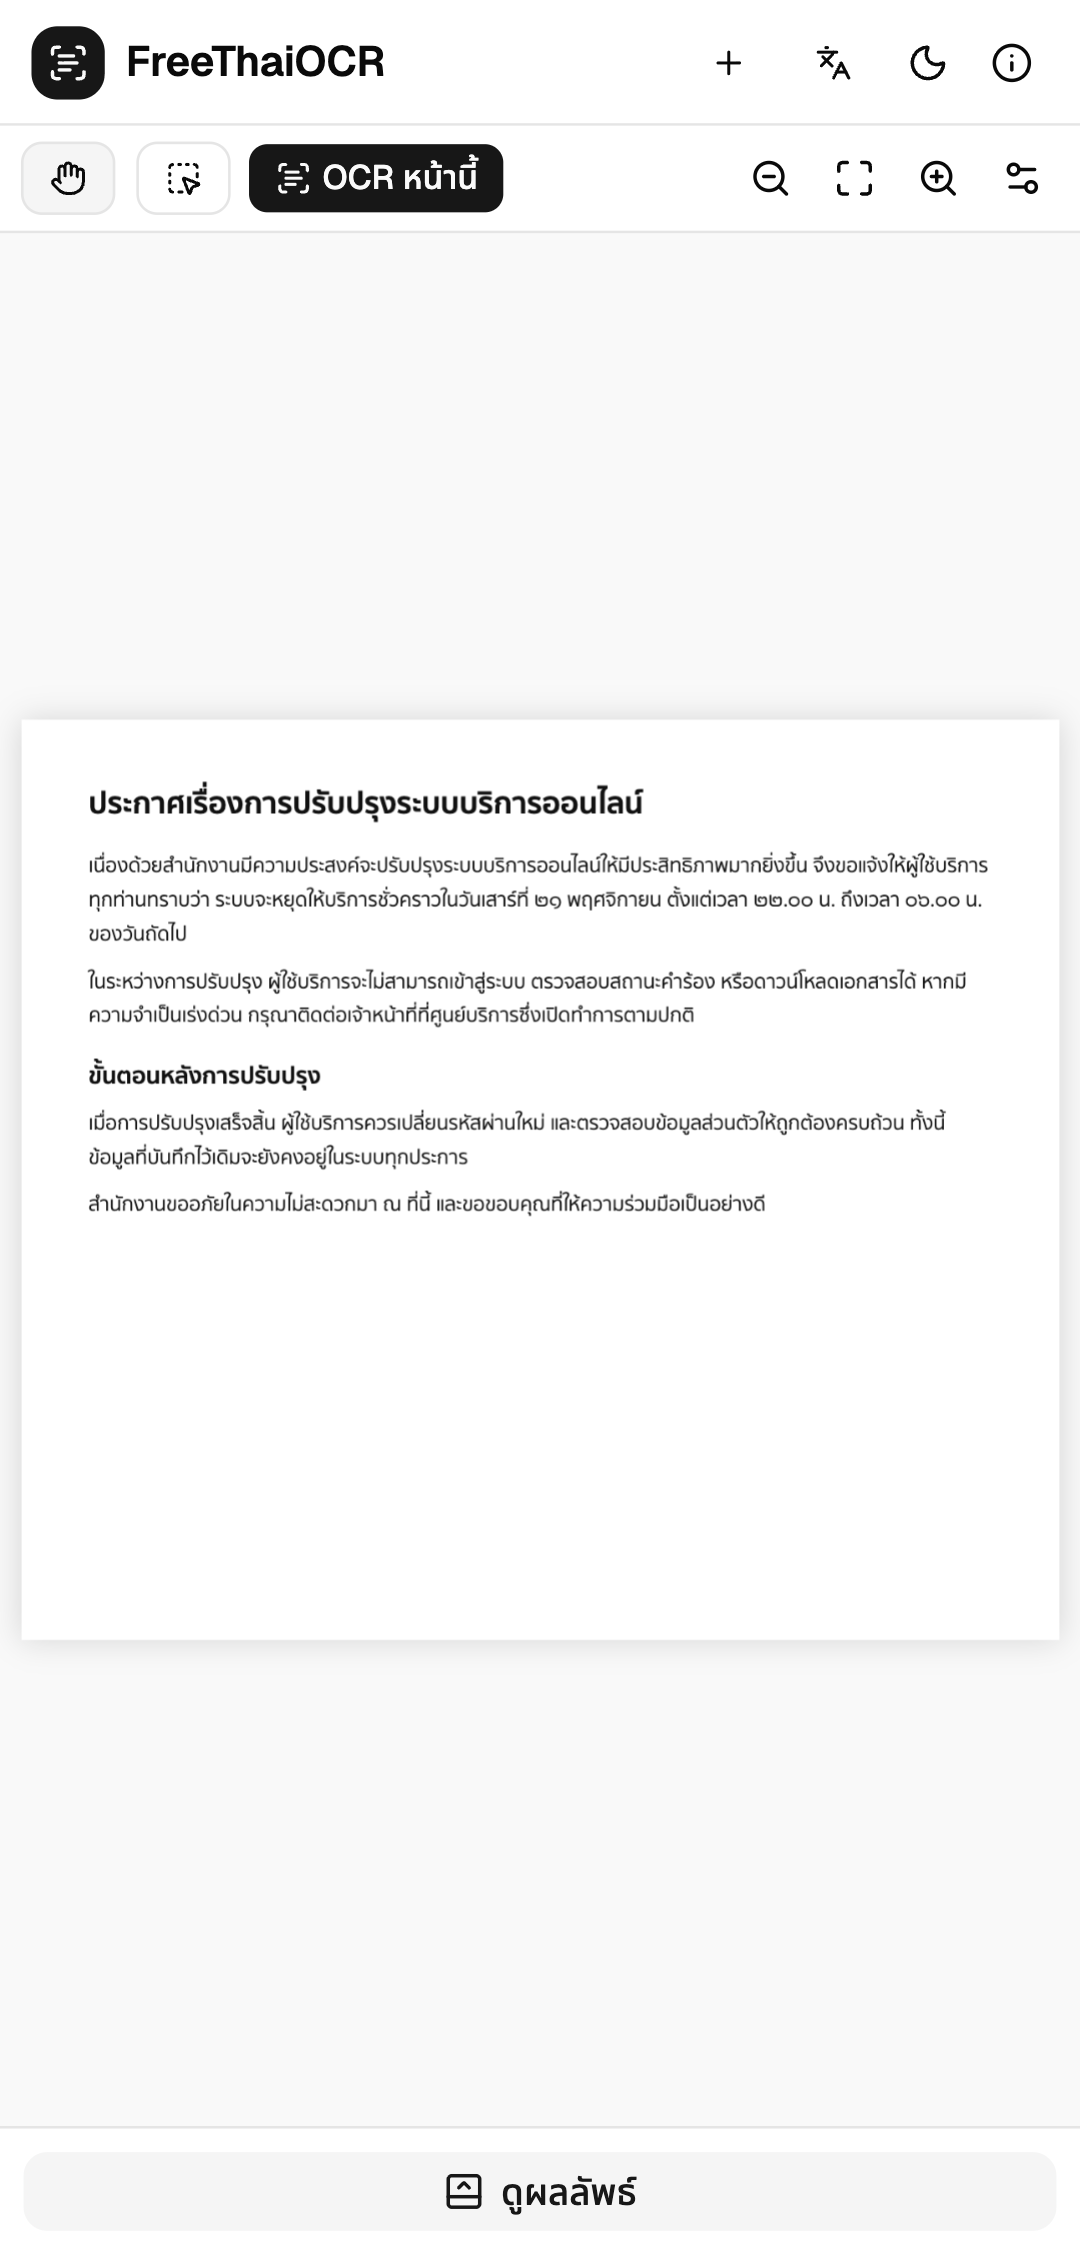 FreeThaiOCR
OCR หน้านี้
ประกาศเรื่องการปรับปรุงระบบบริการออนไลน์
เนื่องด้วยสำนักงานมีความประสงค์จะปรับปรุงระบบบริการออนไลน์ให้มีประสิทธิภาพมากยิ่งขึ้น จึงขอแจ้งให้ผู้ใช้บริการ
ทุกท่านทราบว่า ระบบจะหยุดให้บริการชั่วคราวในวันเสาร์ที่ ๒๑ พฤศจิกายน ตั้งแต่เวลา ๒๒.๐๐ น. ถึงเวลา ๐๖.๐๐ น.
ของวันถัดไป
ในระหว่างการปรับปรุง ผู้ใช้บริการจะไม่สามารถเข้าสู่ระบบ ตรวจสอบสถานะคำร้อง หรือดาวน์โหลดเอกสารได้ หากมี
ความจำเป็นเร่งด่วน กรุณาติดต่อเจ้าหน้าที่ที่ศูนย์บริการซึ่งเปิดทำการตามปกติ
ขั้นตอนหลังการปรับปรุง
เมื่อการปรับปรุงเสร็จสิ้น ผู้ใช้บริการควรเปลี่ยนรหัสผ่านใหม่ และตรวจสอบข้อมูลส่วนตัวให้ถูกต้องครบถ้วน ทั้งนี้
ข้อมูลที่บันทึกไว้เดิมจะยังคงอยู่ในระบบทุกประการ
สำนักงานขออภัยในความไม่สะดวกมา ณ ที่นี้ และขอขอบคุณที่ให้ความร่วมมือเป็นอย่างดี
ดูผลลัพธ์